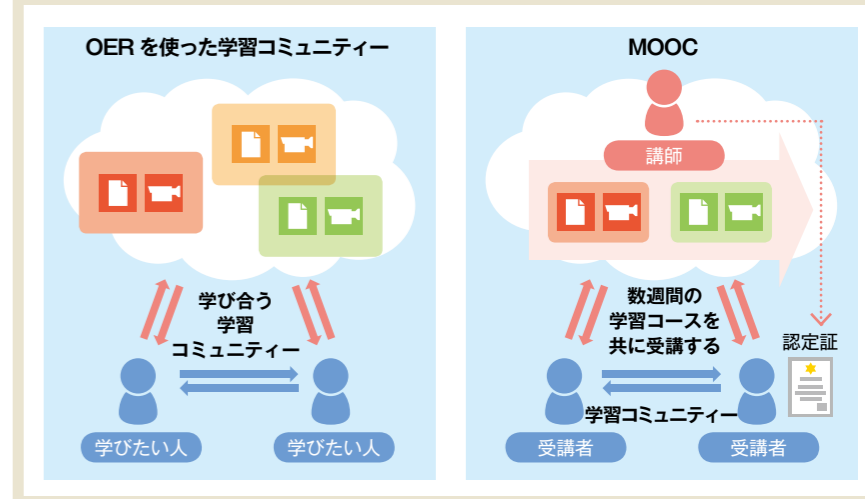 OER を使った学習コミュニティー
学び合う
学習
コミュニティー
学びたい人
学びたい人
MOOC
講師
数週間の
学習コースを
共に受講する
認定証
学習コミュニティー
受講者
受講者